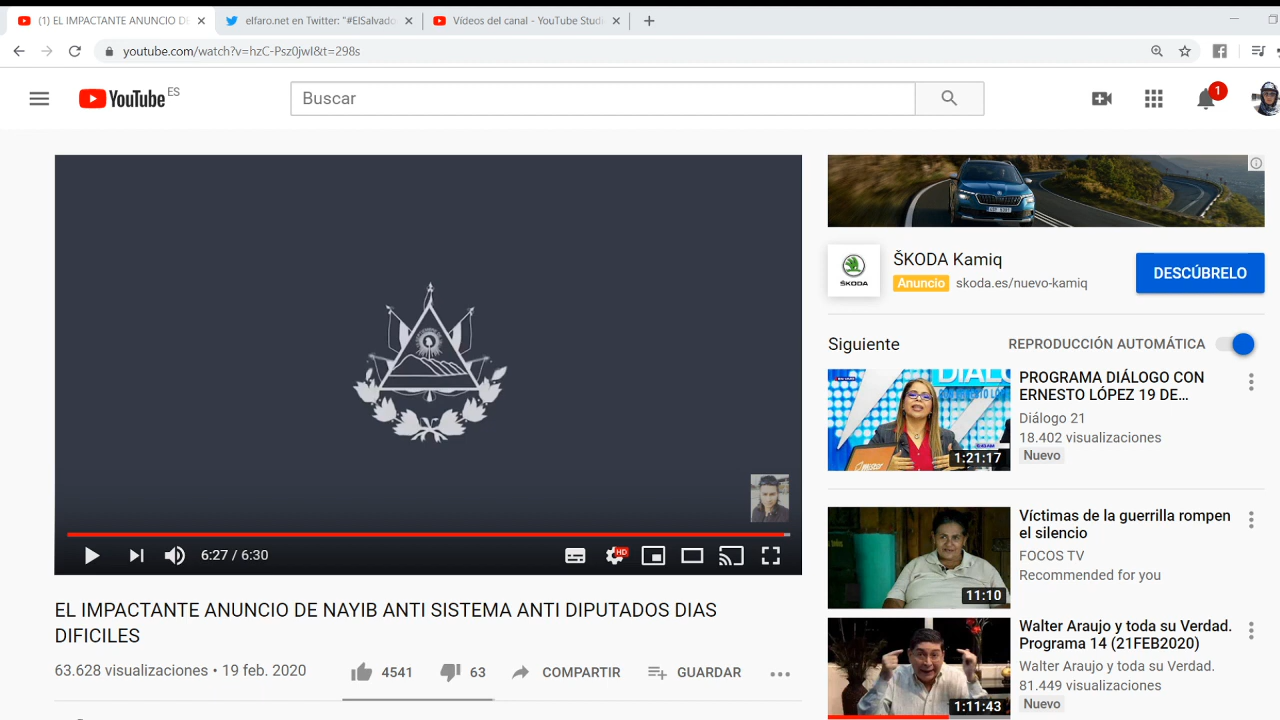 (1) EL IMPACTANTE ANUNCIO DE
elfaro.net en Twitter: "#ElSalvado
Vídeos del canal - YouTube Studi
youtube.com/watch?v=hzC-Psz0jwI&t=298s
YouTube ES
Buscar
1
ŠKODA
ŠKODA Kamiq
Anuncio skoda.es/nuevo-kamiq
DESCÚBRELO
Siguiente
REPRODUCCIÓN AUTOMÁTICA
1:21:17
PROGRAMA DIÁLOGO CON
ERNESTO LÓPEZ 19 DE...
Diálogo 21
18.402 visualizaciones
Nuevo
11:10
Víctimas de la guerrilla rompen
el silencio
FOCOS TV
Recommended for you
1:11:43
Walter Araujo y toda su Verdad.
Programa 14 (21FEB2020)
Walter Araujo y toda su Verdad.
81.449 visualizaciones
Nuevo
6:27 / 6:30
HD
EL IMPACTANTE ANUNCIO DE NAYIB ANTI SISTEMA ANTI DIPUTADOS DIAS
DIFICILES
63.628 visualizaciones • 19 feb. 2020
4541
63
COMPARTIR
GUARDAR